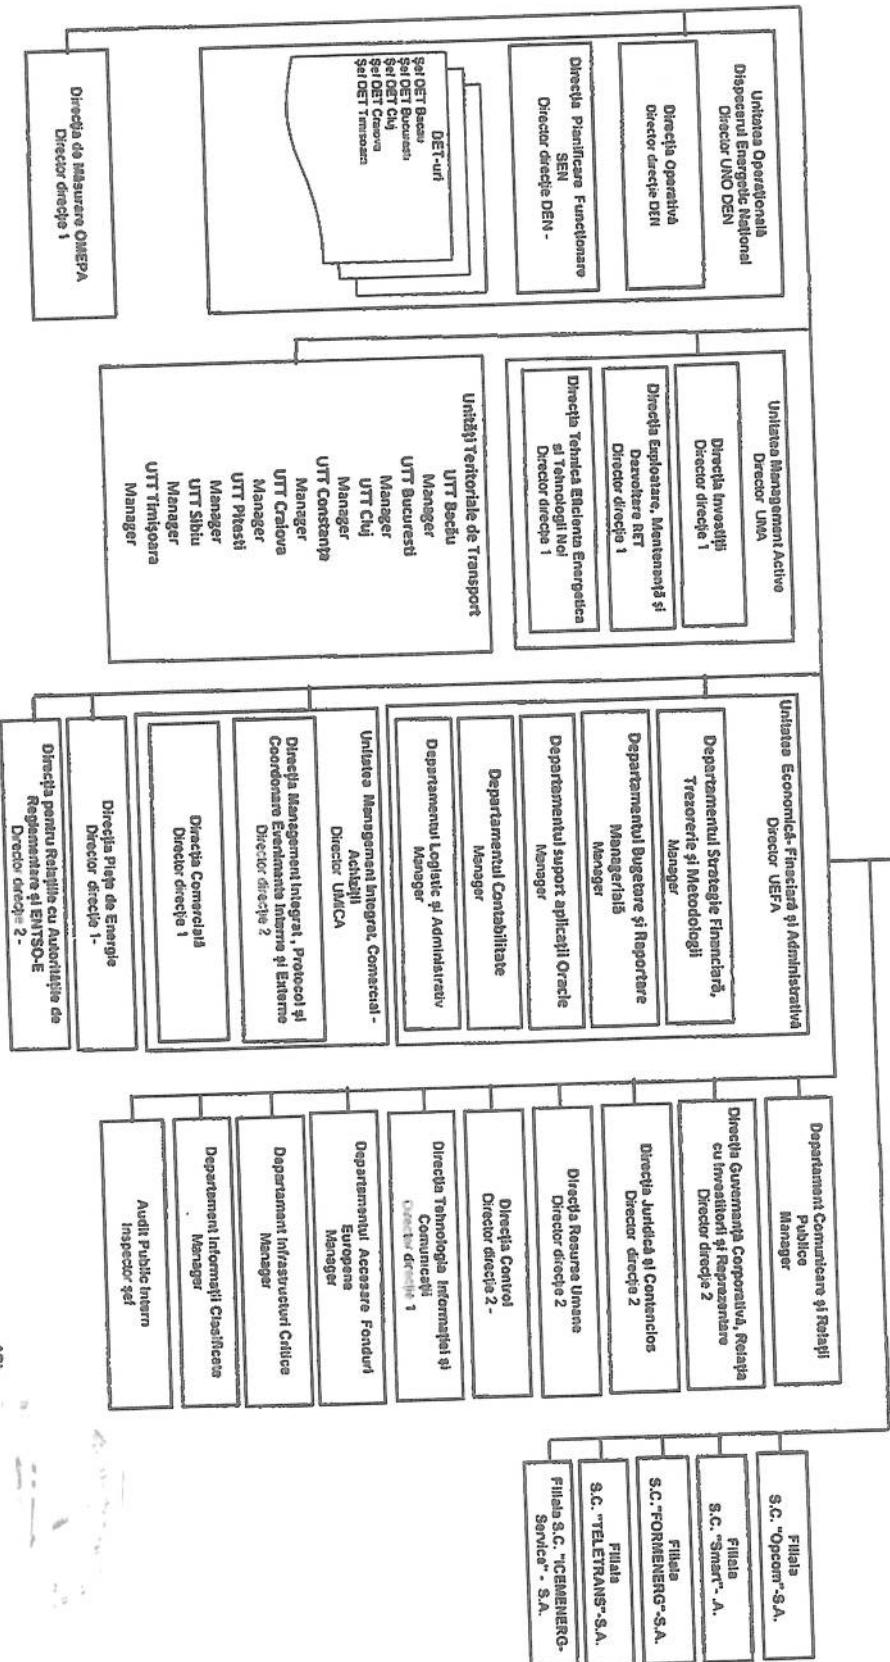 Unitatea Operațională
Dispecerul Energetic Național
Director UNO DEN
Direcția Operativă
Director direcție DEN
Direcția Planificare Funcționare
SEN
Director direcție DEN -
DET-uri
Șef DET Bacau
Șef DET Bucuresti
Șef DET Cluj
Șef DET Craiova
Șef DET Timisoara
Direcția de Măsurare OMEPA
Director direcție 1
Unitatea Management Active
Director UMA
Direcția Investiții
Director direcție 1
Direcția Exploatare, Mentenanță și
Dezvoltare RET
Director direcție 1
Direcția Tehnică Eficienta Energetica
si Tehnologii Noi
Director direcție 1
Unități Teritoriale de Transport
UTT Bacău
Manager
UTT Bucuresti
Manager
UTT Cluj
Manager
UTT Constanța
Manager
UTT Craiova
Manager
UTT Pitesti
Manager
UTT Sibiu
Manager
UTT Timișoara
Manager
Unitatea Economică- Finaciară și Administrativă
Director UEFA
Departamentul Strategie Financiară,
Trezorerie și Metodologii
Manager
Departamentul Bugetare și Raportare
Managerială
Manager
Departamentul suport aplicații Oracle
Manager
Departamentul Contabilitate
Manager
Departamentul Logistic și Administrativ
Manager
Unitatea Management Integrat, Comercial -
Achiziții
Director UMICA
Direcția Management Integrat , Protocol și
Coordonare Evenimente Interne și Externe
Director direcție 2
Direcția Comercială
Director direcție 1
Direcția Piețe de Energie
Director direcție 1-
Direcția pentru Relațiile cu Autoritățile de
Reglementare și ENTSO-E
Director direcție 2 -
Departament Comunicare și Relații
Publice
Manager
Direcția Guvernanță Corporativă, Relația
cu Investitorii și Reprezentare
Director direcție 2
Direcția Juridică și Contencios
Director direcție 2
Direcția Resurse Umane
Director direcție 2
Direcția Control
Director direcție 2 -
Direcția Tehnologia Informației și
Comunicații
Director direcție 1
Departamentul Accesare Fonduri
Europene
Manager
Departament Infrastructuri Critice
Manager
Departament Informații Clasificate
Manager
Audit Public Intern
Inspector șef
Filiala
S.C. "Opcom"-S.A.
Filiala
S.C. "Smart"- .A.
Filiala
S.C."FORMENERG"-S.A.
Filiala
S.C. "TELETRANS"-S.A.
Filiala S.C. "ICEMENERG-
Service" - S.A.